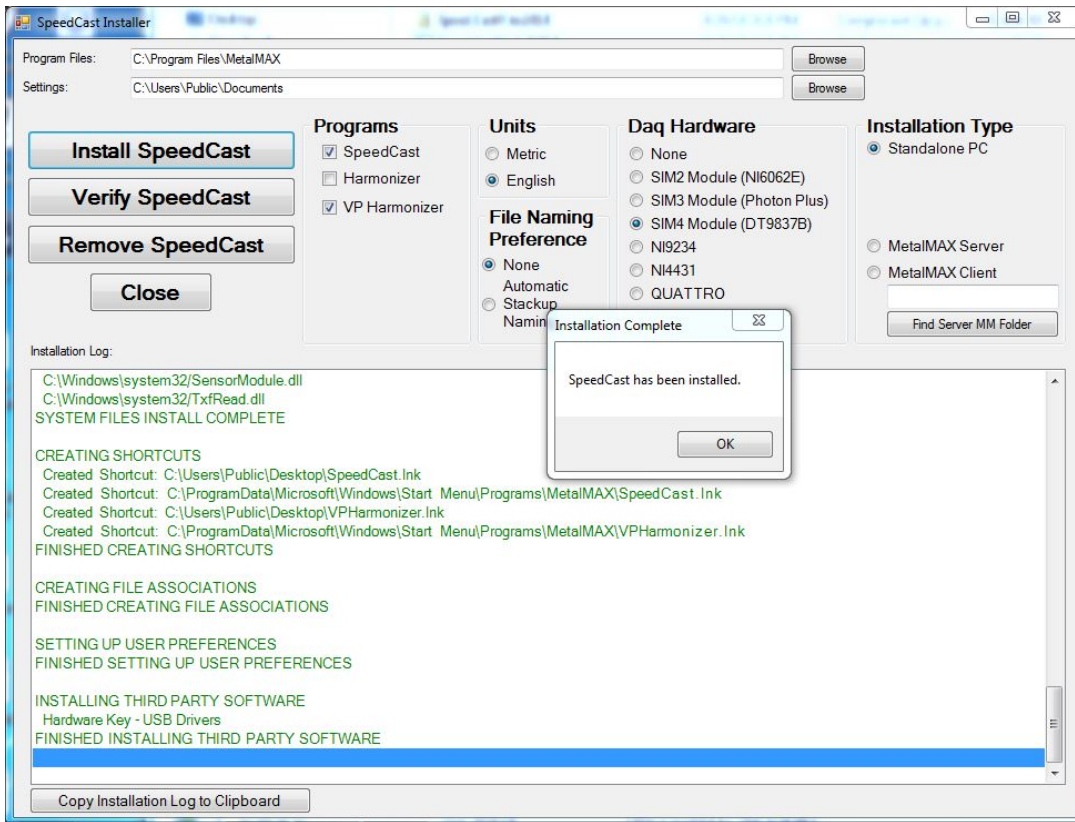 SpeedCast Installer
Program Files: C:\Program Files\MetalMAX Browse
Settings: C:\Users\Public\Documents Browse
Install SpeedCast
Verify SpeedCast
Remove SpeedCast
Close
Programs
SpeedCast
Harmonizer
VP Harmonizer
Units
Metric
English
File Naming
Preference
None
Automatic
Stackup
Namin
Daq Hardware
None
SIM2 Module (NI6062E)
SIM3 Module (Photon Plus)
SIM4 Module (DT9837B)
NI9234
NI4431
QUATTRO
Installation Type
Standalone PC
MetalMAX Server
MetalMAX Client
Find Server MM Folder
Installation Complete
SpeedCast has been installed.
OK
Installation Log:
C:\Windows\system32/SensorModule.dll
C:\Windows\system32/TxfRead.dll
SYSTEM FILES INSTALL COMPLETE
CREATING SHORTCUTS
Created Shortcut: C:\Users\Public\Desktop\SpeedCast.lnk
Created Shortcut: C:\ProgramData\Microsoft\Windows\Start Menu\Programs\MetalMAX\SpeedCast.lnk
Created Shortcut: C:\Users\Public\Desktop\VPHarmonizer.lnk
Created Shortcut: C:\ProgramData\Microsoft\Windows\Start Menu\Programs\MetalMAX\VPHarmonizer.lnk
FINISHED CREATING SHORTCUTS
CREATING FILE ASSOCIATIONS
FINISHED CREATING FILE ASSOCIATIONS
SETTING UP USER PREFERENCES
FINISHED SETTING UP USER PREFERENCES
INSTALLING THIRD PARTY SOFTWARE
Hardware Key - USB Drivers
FINISHED INSTALLING THIRD PARTY SOFTWARE
Copy Installation Log to Clipboard